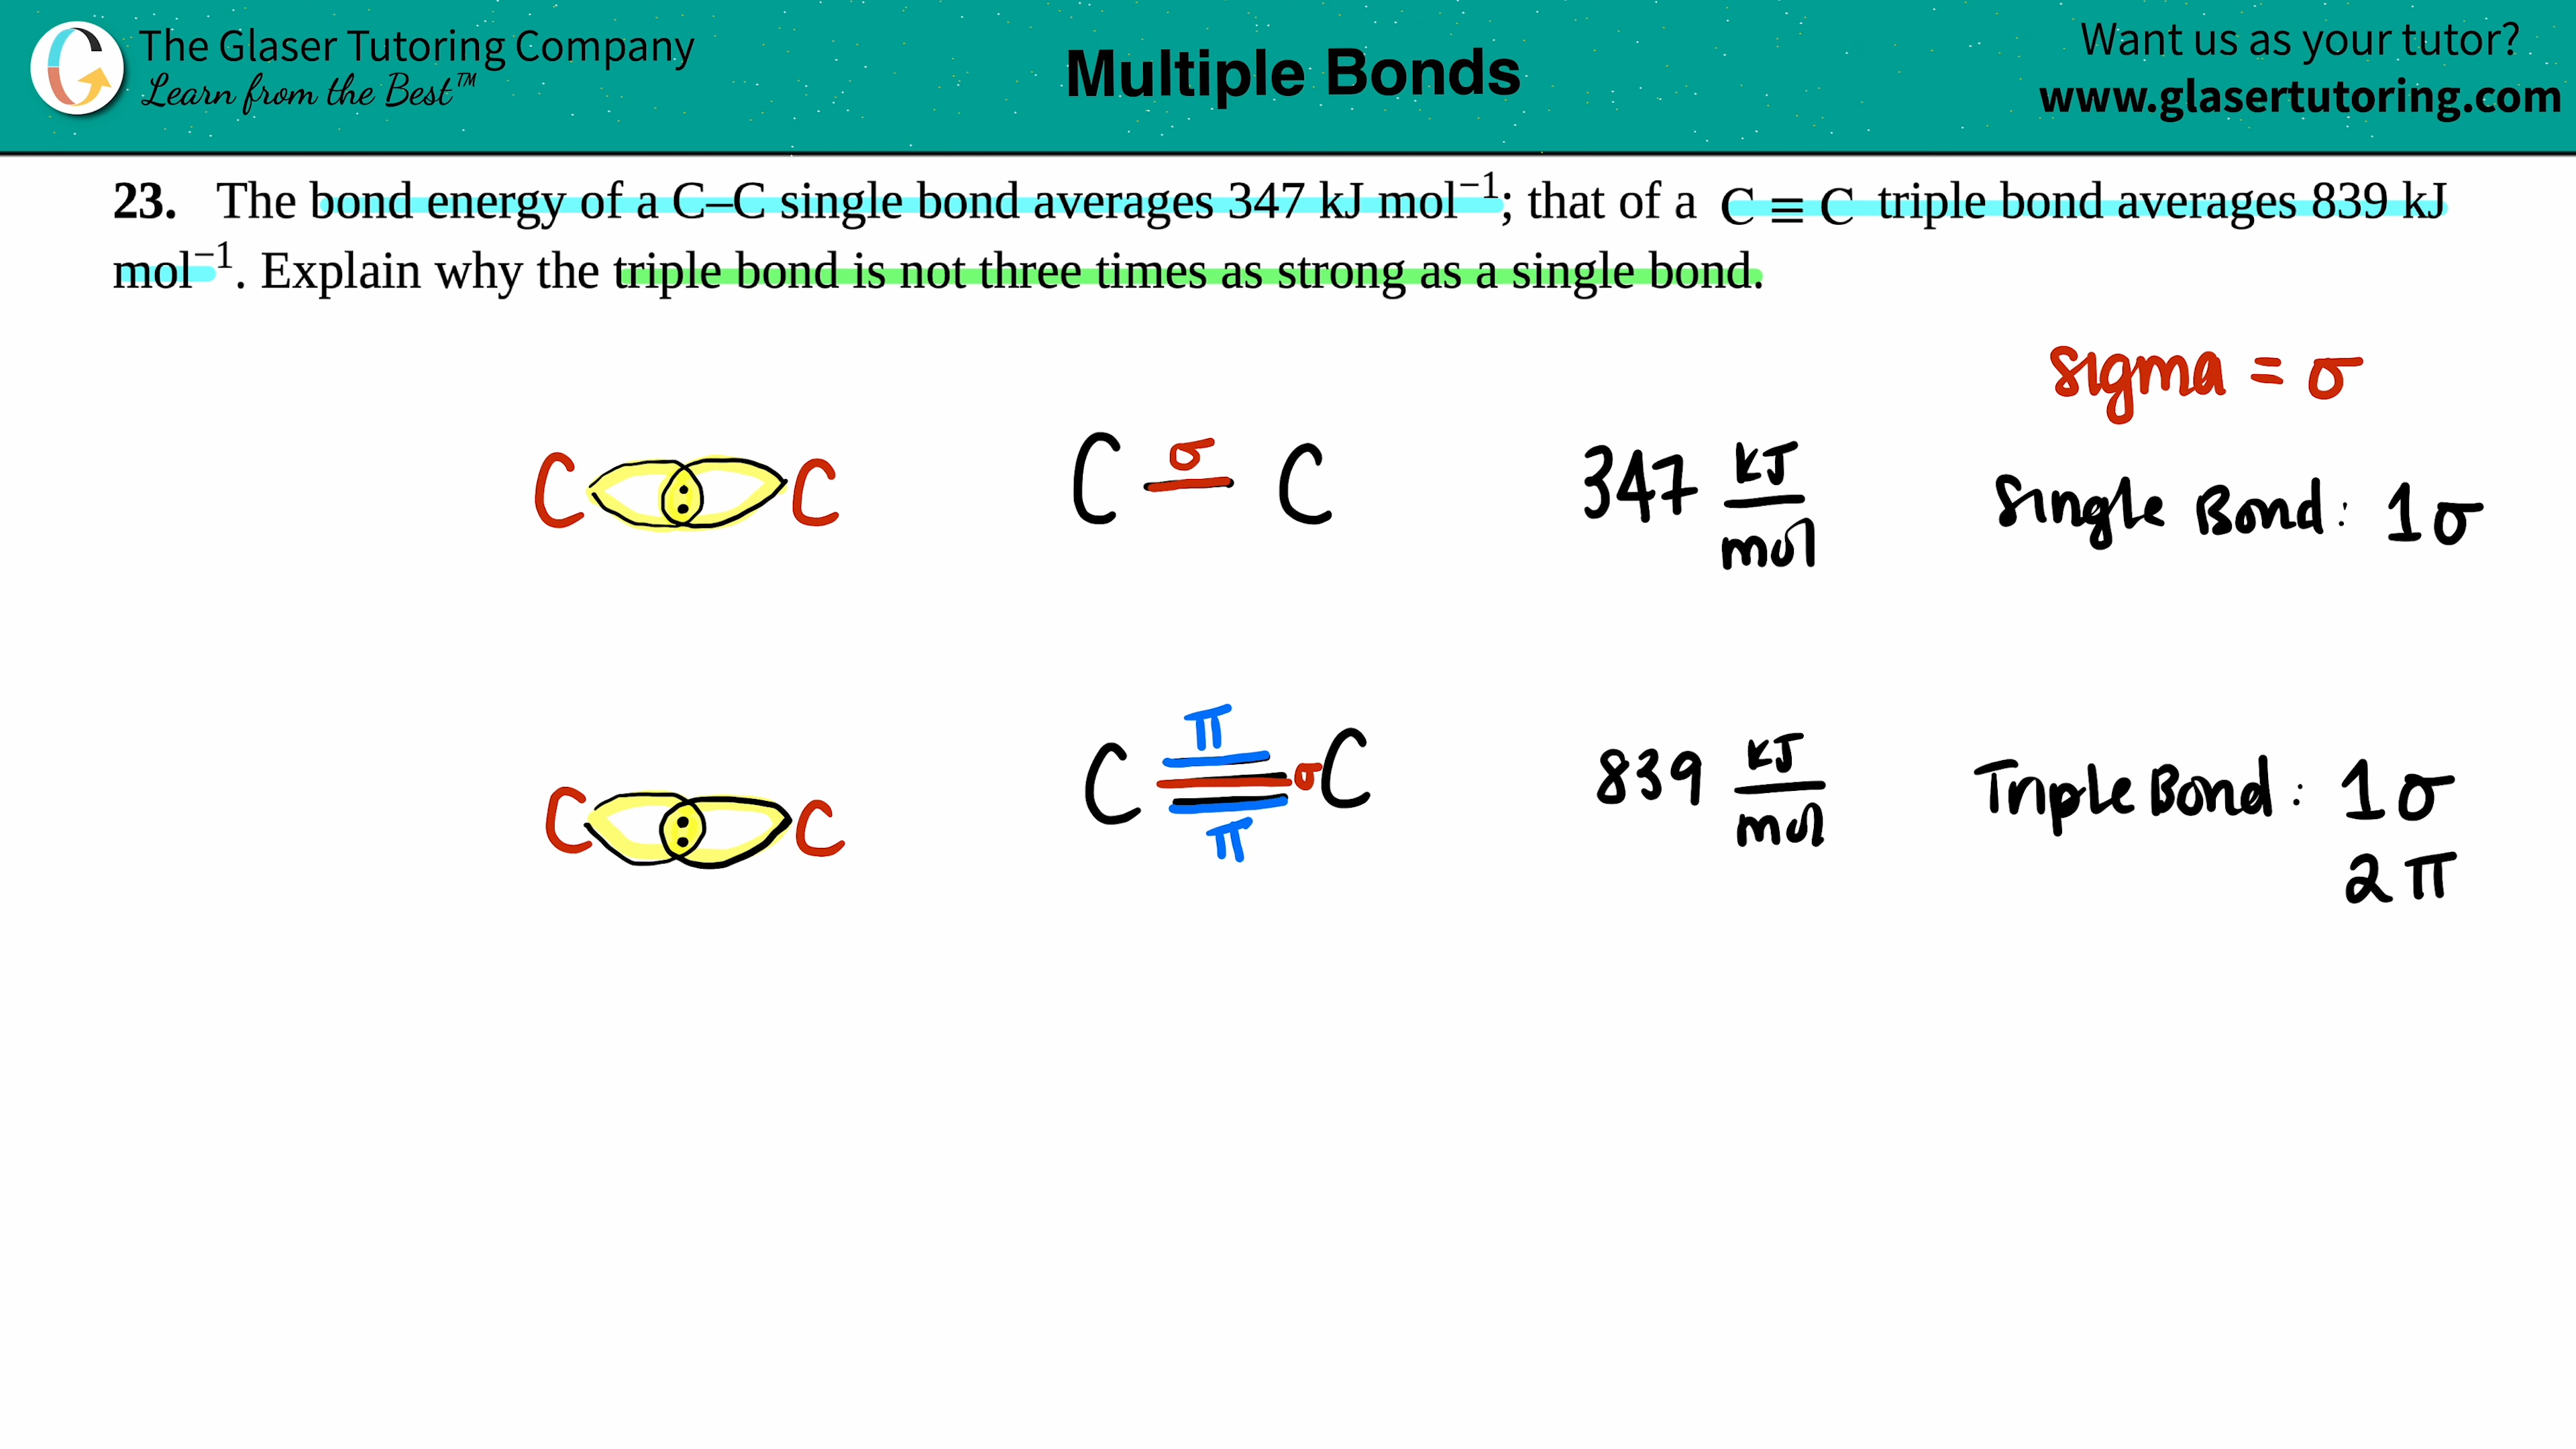 The Glaser Tutoring Company
Learn from the Best™
Multiple Bonds
Want us as your tutor?
www.glasertutoring.com
23. The bond energy of a C–C single bond averages 347 kJ mol⁻¹; that of a C ≡ C triple bond averages 839 kJ
mol⁻¹. Explain why the triple bond is not three times as strong as a single bond.
sigma = σ
C C
C σ C
347 kJ/mol
Single Bond: 1σ
C C
C π σ π C
839 kJ/mol
Triple Bond: 1σ
2π